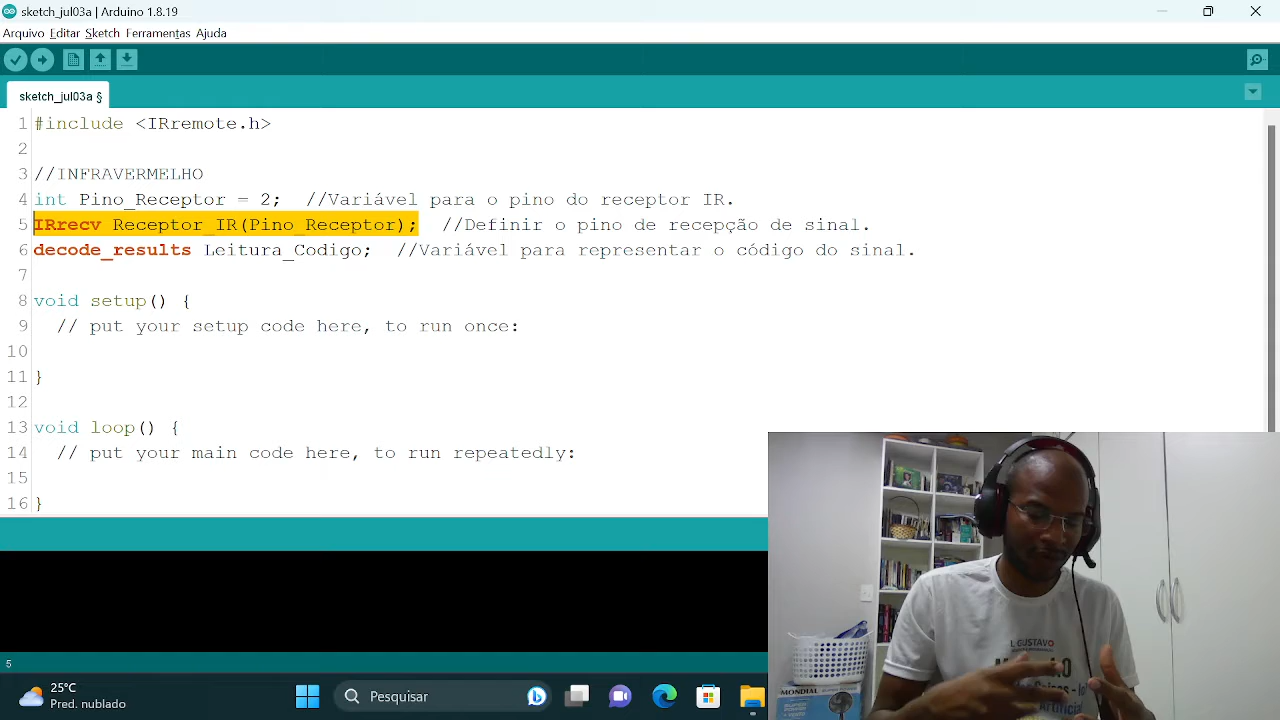 sketch_jul03a | Arduino 1.8.19
Arquivo Editar Sketch Ferramentas Ajuda
sketch_jul03a §
1 #include <IRremote.h>
2
3 //INFRAVERMELHO
4 int Pino_Receptor = 2; //Variável para o pino do receptor IR.
5 IRrecv Receptor_IR(Pino_Receptor); //Definir o pino de recepção de sinal.
6 decode_results Leitura_Codigo; //Variável para representar o código do sinal.
7
8 void setup() {
9 // put your setup code here, to run once:
10
11 }
12
13 void loop() {
14 // put your main code here, to run repeatedly:
15
16 }
L GUSTAVO
MONDIAL
5
25°C
Pred. nublado
Pesquisar